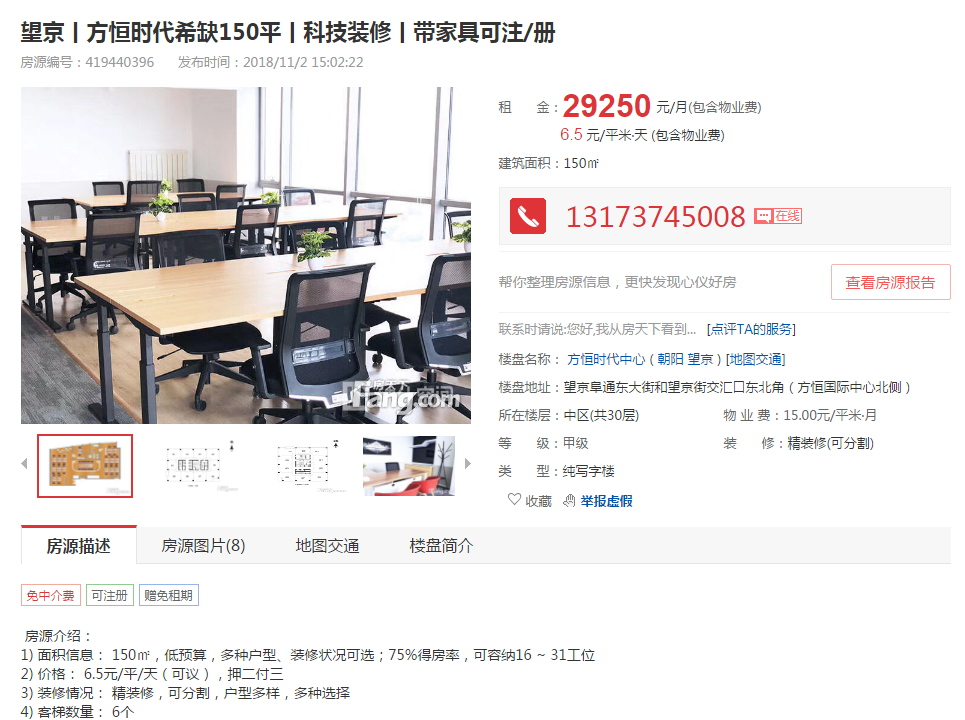 望京丨方恒时代希缺150平丨科技装修丨带家具可注/册
房源编号：419440396 发布时间：2018/11/2 15:02:22
租 金：29250 元/月(包含物业费)
6.5 元/平米·天 (包含物业费)
建筑面积：150㎡
13173745008 在线
帮你整理房源信息，更快发现心仪好房 查看房源报告
联系时请说:您好,我从房天下看到... [点评TA的服务]
楼盘名称： 方恒时代中心 ( 朝阳 望京 ) [地图交通]
楼盘地址：望京阜通东大街和望京街交汇口东北角（方恒国际中心北侧）
所在楼层：中区(共30层) 物 业 费：15.00元/平米·月
等 级：甲级 装 修：精装修(可分割)
类 型：纯写字楼
收藏 举报虚假
房天下 空间
Fang.com
房源描述 房源图片(8) 地图交通 楼盘简介
免中介费 可注册 赠免租期
房源介绍：
1) 面积信息： 150㎡，低预算，多种户型、装修状况可选；75%得房率，可容纳16 ~ 31工位
2) 价格： 6.5元/平/天（可议），押二付三
3) 装修情况： 精装修，可分割，户型多样，多种选择
4) 客梯数量： 6个